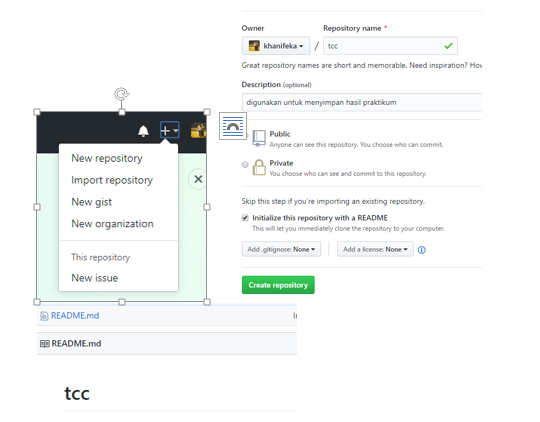 New repository
Import repository
New gist
New organization
This repository
New issue
Owner
Repository name *
khanifeka / tcc
Great repository names are short and memorable. Need inspiration?
Description (optional)
digunakan untuk menyimpan hasil praktikum
Public
Anyone can see this repository. You choose who can commit.
Private
You choose who can see and commit to this repository.
Skip this step if you're importing an existing repository.
Initialize this repository with a README
This will let you immediately clone the repository to your computer.
Add .gitignore: None
Add a license: None
Create repository
README.md
README.md
tcc